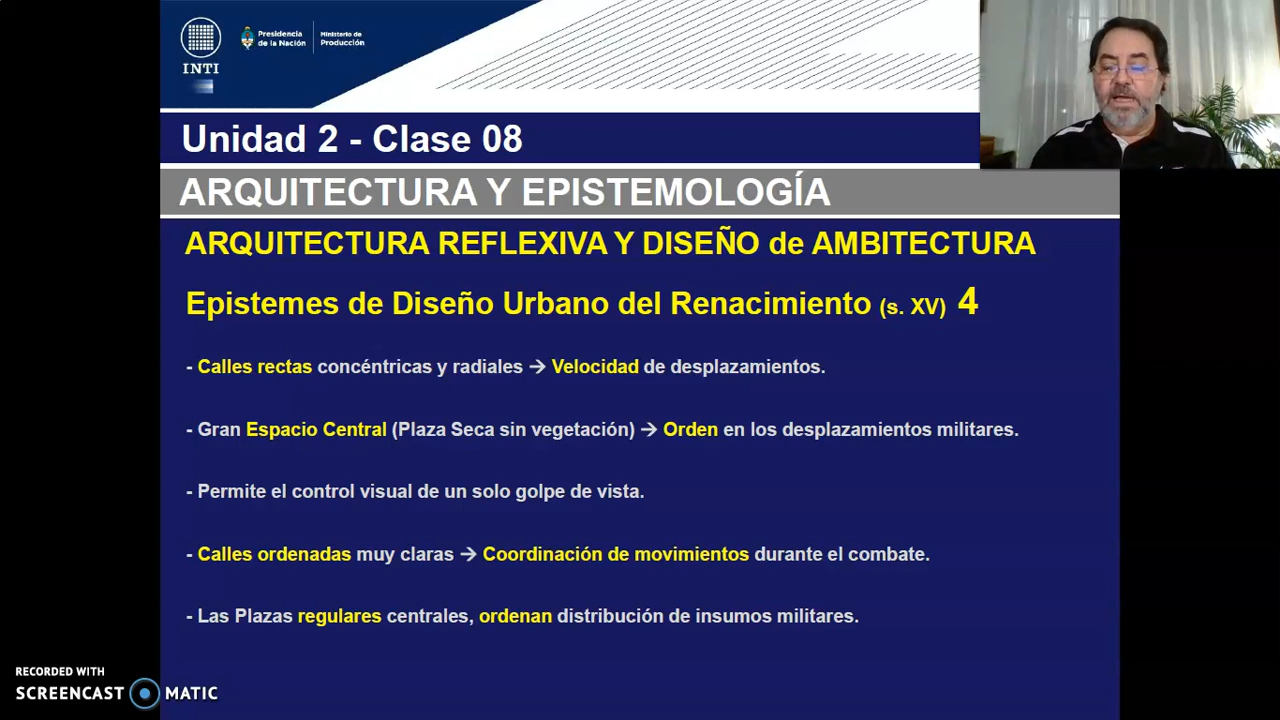 INTI
Presidencia
de la Nación
Ministerio de
Producción
Unidad 2 - Clase 08
ARQUITECTURA Y EPISTEMOLOGÍA
ARQUITECTURA REFLEXIVA Y DISEÑO de AMBITECTURA
Epistemes de Diseño Urbano del Renacimiento (s. XV) 4
- Calles rectas concéntricas y radiales → Velocidad de desplazamientos.
- Gran Espacio Central (Plaza Seca sin vegetación) → Orden en los desplazamientos militares.
- Permite el control visual de un solo golpe de vista.
- Calles ordenadas muy claras → Coordinación de movimientos durante el combate.
- Las Plazas regulares centrales, ordenan distribución de insumos militares.
RECORDED WITH
SCREENCAST MATIC